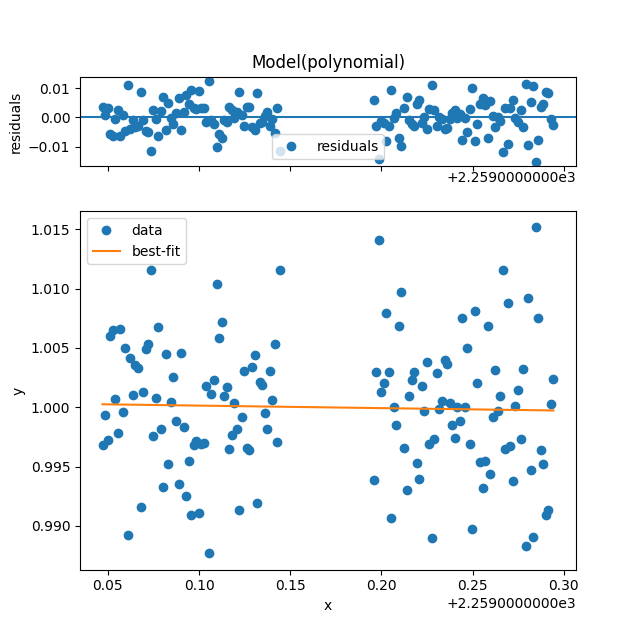 Model(polynomial)
residuals
0.01
0.00
−0.01
residuals
+2.2590000000e3
y
1.015
1.010
1.005
1.000
0.995
0.990
data
best-fit
0.05
0.10
0.15
0.20
0.25
0.30
x
+2.2590000000e3